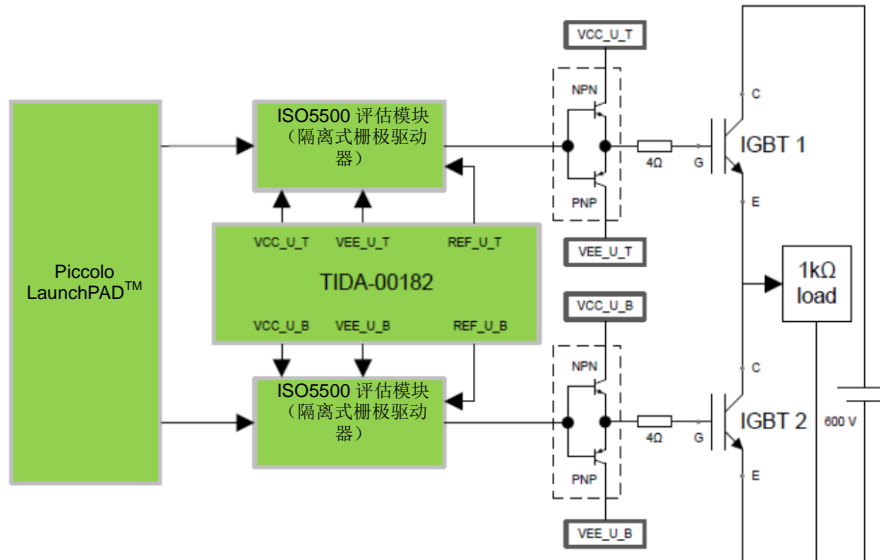 VCC_U_T
NPN
PNP
VEE_U_T
ISO5500 评估模块
（隔离式栅极驱动
器）
4Ω
G
C
IGBT 1
E
Piccolo
LaunchPAD™
VCC_U_T
VEE_U_T
REF_U_T
TIDA-00182
VCC_U_B
VEE_U_B
REF_U_B
1kΩ
load
VCC_U_B
NPN
PNP
VEE_U_B
ISO5500 评估模块
（隔离式栅极驱动
器）
4Ω
G
C
IGBT 2
E
600 V